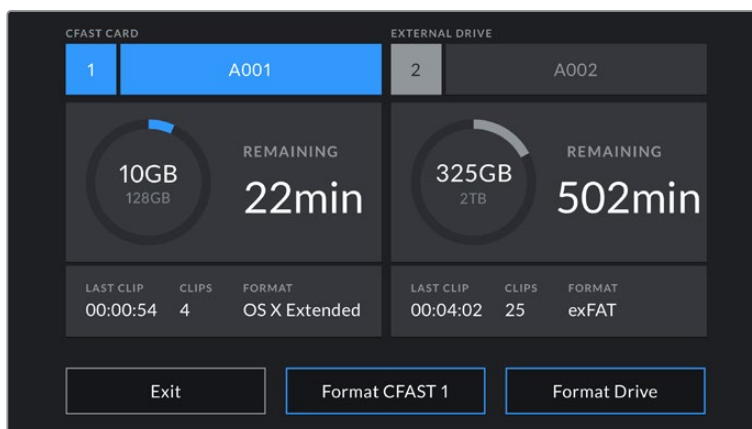 CFAST CARD
1
A001
10GB
128GB
REMAINING
22min
LAST CLIP
CLIPS
FORMAT
00:00:54
4
OS X Extended
EXTERNAL DRIVE
2
A002
325GB
2TB
REMAINING
502min
LAST CLIP
CLIPS
FORMAT
00:04:02
25
exFAT
Exit
Format CFAST 1
Format Drive